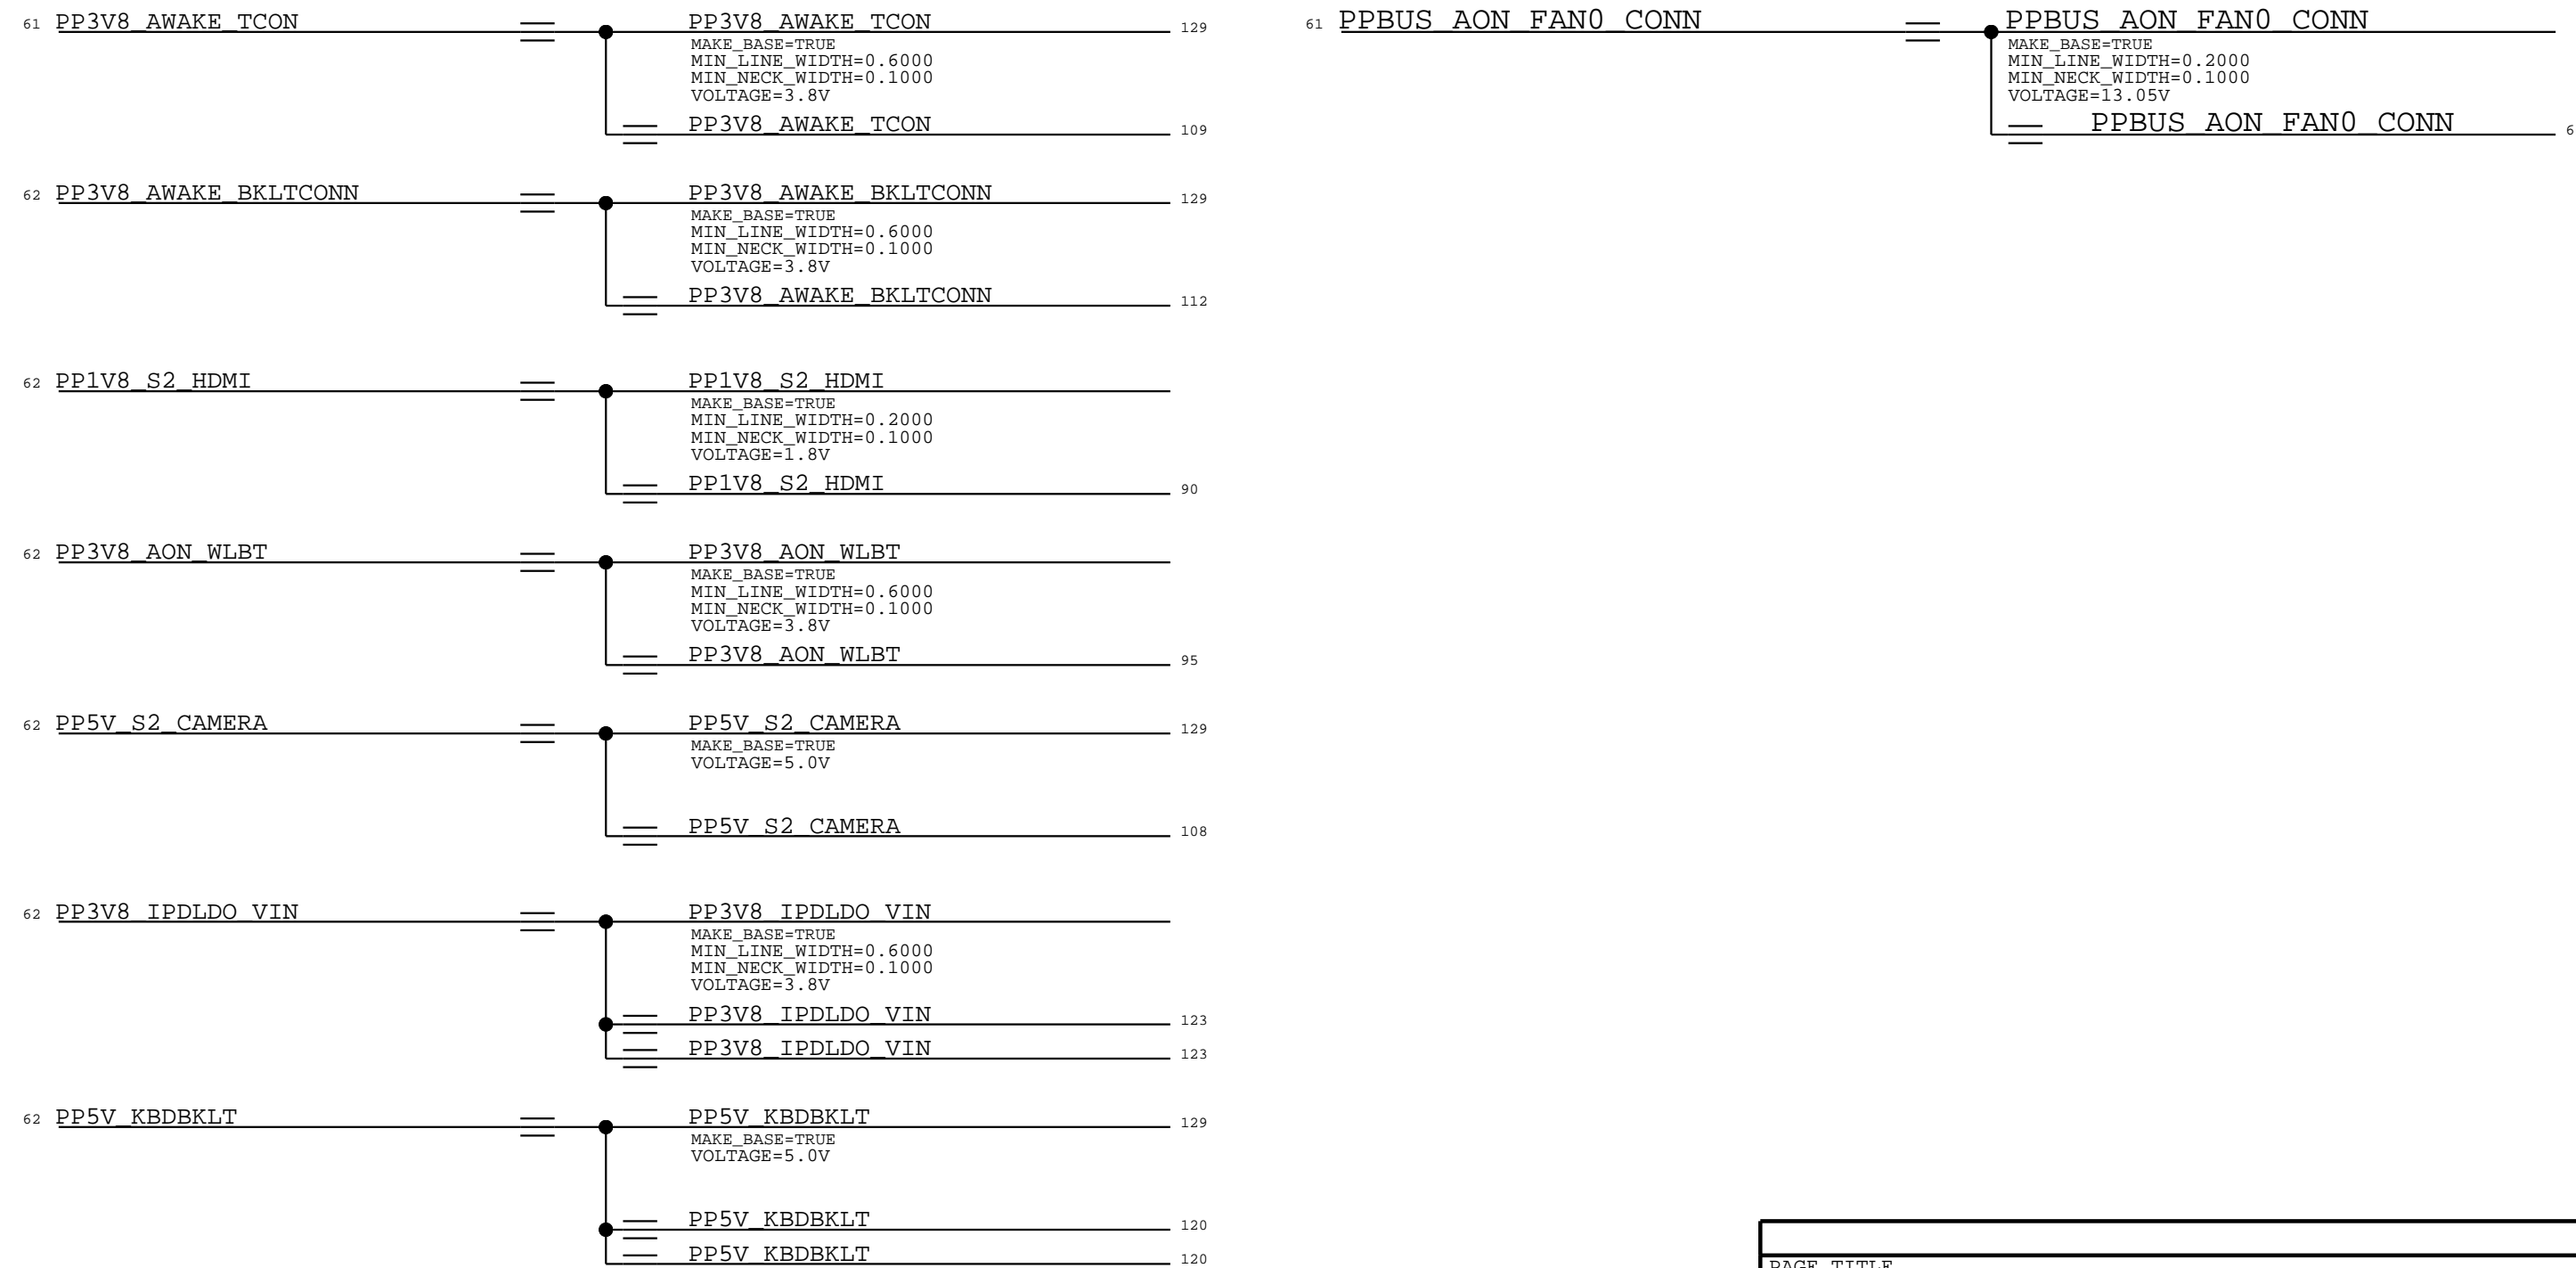 61 PP3V8_AWAKE_TCON PP3V8_AWAKE_TCON 129
MAKE_BASE=TRUE
MIN_LINE_WIDTH=0.6000
MIN_NECK_WIDTH=0.1000
VOLTAGE=3.8V
PP3V8_AWAKE_TCON 109
62 PP3V8_AWAKE_BKLTCONN PP3V8_AWAKE_BKLTCONN 129
MAKE_BASE=TRUE
MIN_LINE_WIDTH=0.6000
MIN_NECK_WIDTH=0.1000
VOLTAGE=3.8V
PP3V8_AWAKE_BKLTCONN 112
62 PP1V8_S2_HDMI PP1V8_S2_HDMI
MAKE_BASE=TRUE
MIN_LINE_WIDTH=0.2000
MIN_NECK_WIDTH=0.1000
VOLTAGE=1.8V
PP1V8_S2_HDMI 90
62 PP3V8_AON_WLBT PP3V8_AON_WLBT
MAKE_BASE=TRUE
MIN_LINE_WIDTH=0.6000
MIN_NECK_WIDTH=0.1000
VOLTAGE=3.8V
PP3V8_AON_WLBT 95
62 PP5V_S2_CAMERA PP5V_S2_CAMERA 129
MAKE_BASE=TRUE
VOLTAGE=5.0V
PP5V_S2_CAMERA 108
62 PP3V8_IPDLDO_VIN PP3V8_IPDLDO_VIN
MAKE_BASE=TRUE
MIN_LINE_WIDTH=0.6000
MIN_NECK_WIDTH=0.1000
VOLTAGE=3.8V
PP3V8_IPDLDO_VIN 123
PP3V8_IPDLDO_VIN 123
62 PP5V_KBDBKLT PP5V_KBDBKLT 129
MAKE_BASE=TRUE
VOLTAGE=5.0V
PP5V_KBDBKLT 120
PP5V_KBDBKLT 120
61 PPBUS_AON_FAN0_CONN PPBUS_AON_FAN0_CONN
MAKE_BASE=TRUE
MIN_LINE_WIDTH=0.2000
MIN_NECK_WIDTH=0.1000
VOLTAGE=13.05V
PPBUS_AON_FAN0_CONN 6
PAGE TITLE